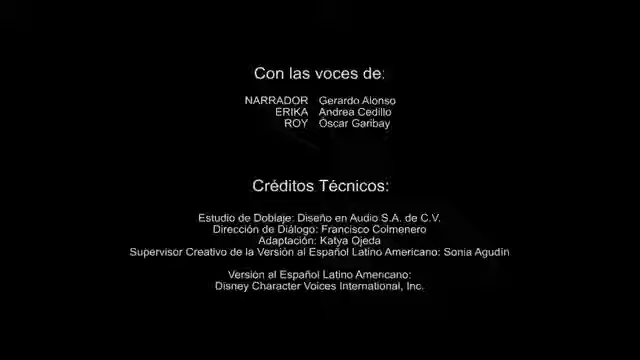 Con las voces de:
NARRADOR Gerardo Alonso
ERIKA Andrea Cedillo
ROY Oscar Garibay
Créditos Técnicos:
Estudio de Doblaje: Diseño en Audio S.A. de C.V.
Dirección de Diálogo: Francisco Colmenero
Adaptación: Katya Ojeda
Supervisor Creativo de la Versión al Español Latino Americano: Sonia Agudín
Versión al Español Latino Americano:
Disney Character Voices International, Inc.